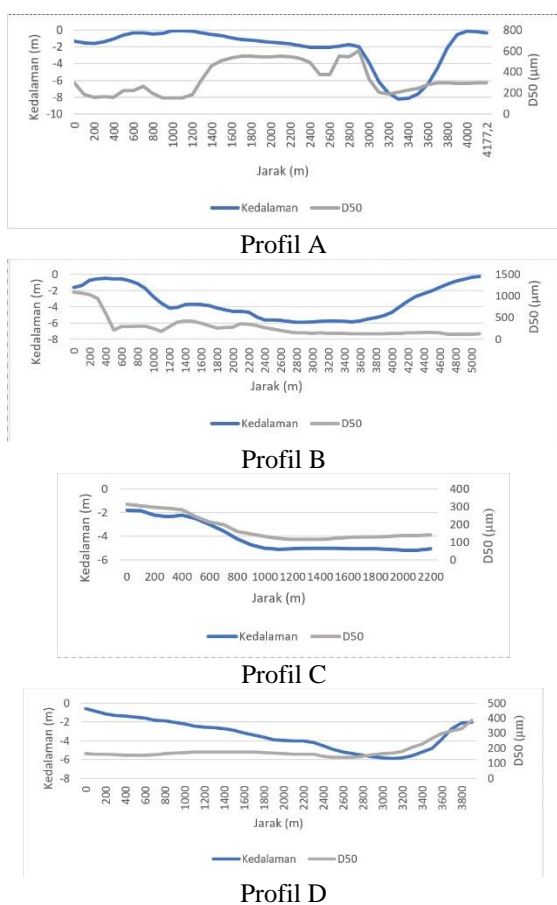 Kedalaman (m)
0
-2
-4
-6
-8
-10
800
600
400
200
0
D50 (µm)
0 200 400 600 800 1000 1200 1400 1600 1800 2000 2200 2400 2600 2800 3000 3200 3400 3600 3800 4000 4177,2
Jarak (m)
Kedalaman D50
Profil A
Kedalaman (m)
0
-2
-4
-6
-8
1500
1000
500
0
D50 (µm)
0 200 400 600 800 1000 1200 1400 1600 1800 2000 2200 2400 2600 2800 3000 3200 3400 3600 3800 4000 4200 4400 4600 4800 5000
Jarak (m)
Kedalaman D50
Profil B
Kedalaman (m)
0
-2
-4
-6
400
300
200
100
0
D50 (µm)
0 200 400 600 800 1000 1200 1400 1600 1800 2000 2200
Jarak (m)
Kedalaman D50
Profil C
Kedalaman (m)
0
-2
-4
-6
-8
500
400
300
200
100
0
D50 (µm)
0 200 400 600 800 1000 1200 1400 1600 1800 2000 2200 2400 2600 2800 3000 3200 3400 3600 3800
Jarak (m)
Kedalaman D50
Profil D